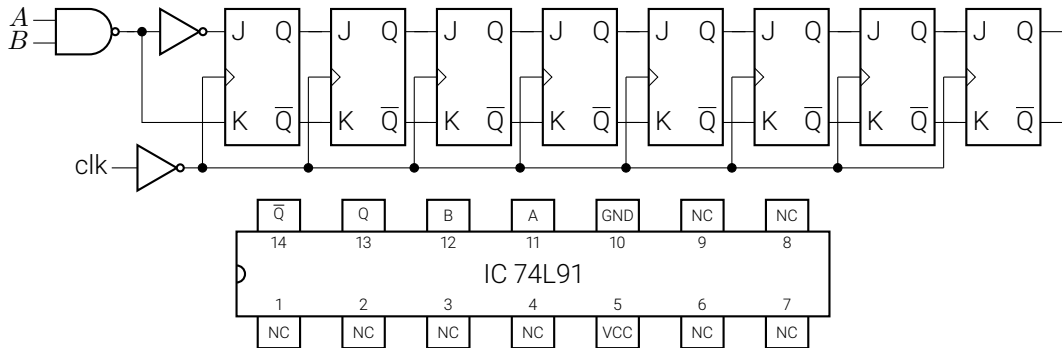 A
J Q J Q J Q J Q J Q J Q J Q J Q
B
K Q̅ K Q̅ K Q̅ K Q̅ K Q̅ K Q̅ K Q̅ K Q̅
clk
Q̅ Q B A GND NC NC
14 13 12 11 10 9 8
IC 74L91
1 2 3 4 5 6 7
NC NC NC NC VCC NC NC